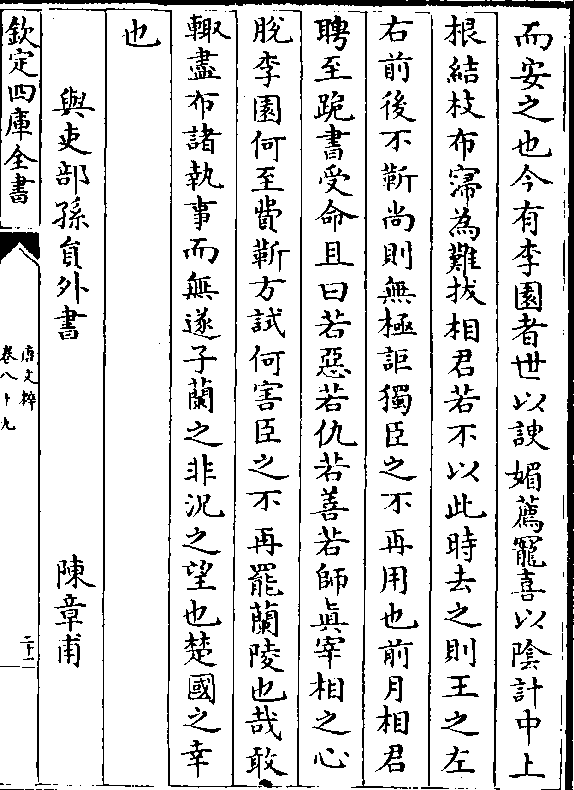 而安之也今有李園者世以諛媚薦寵喜以陰計中上
根結枝布寖為難拔相君若不以此時去之則王之左
右前後不靳尚則無極詎獨臣之不再用也前月相君
聘至跪書受命且曰若惡若仇若善若師真宰相之心
脫李園何至費靳方試何害臣之不再罷蘭陵也哉敢
輙盡布諸執事而無遂子蘭之非況之望也楚國之幸
也
與吏部孫負外書 陳章甫
欽定四庫全書
唐文粹
卷八十九
二十二